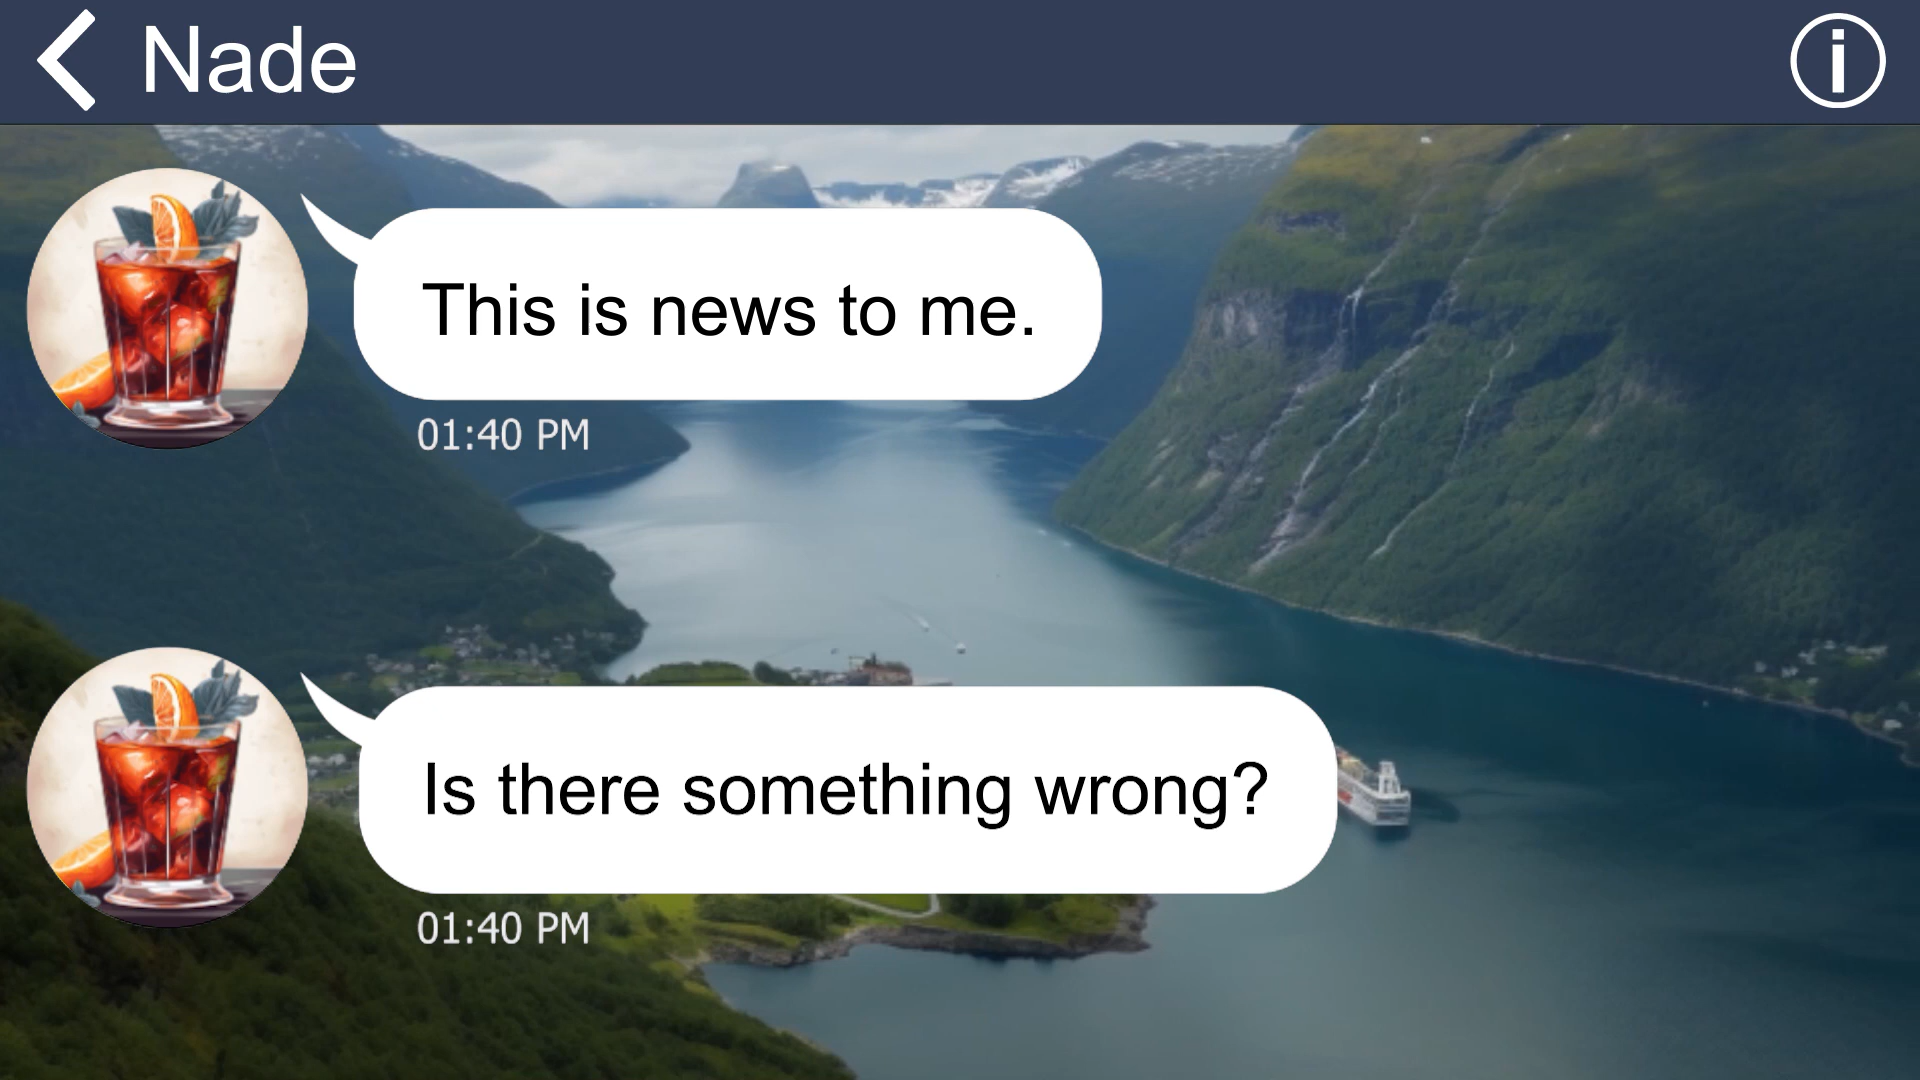 Nade
This is news to me.
01:40 PM
Is there something wrong?
01:40 PM